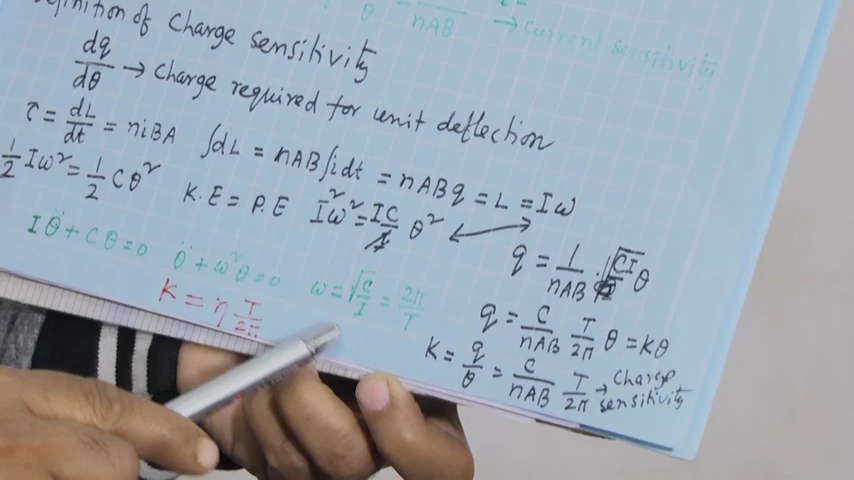 θ nAB → current sensitivity
Definition of charge sensitivity
dq/dθ → charge required for unit deflection
τ = dL/dt = niBA ∫dL = nAB∫idt = nABq = L = Iω
½ Iω² = ½ Cθ² K.E = P.E I²ω² = IC/1 θ²
Iθ̈ + Cθ = 0 θ̈ + ω²θ = 0 ω = √C/I = 2π/T
q = 1/nAB √CI θ
K = η T/2π
q = C/nAB T/2π θ = Kθ
K = q/θ = C/nAB T/2π → charge sensitivity